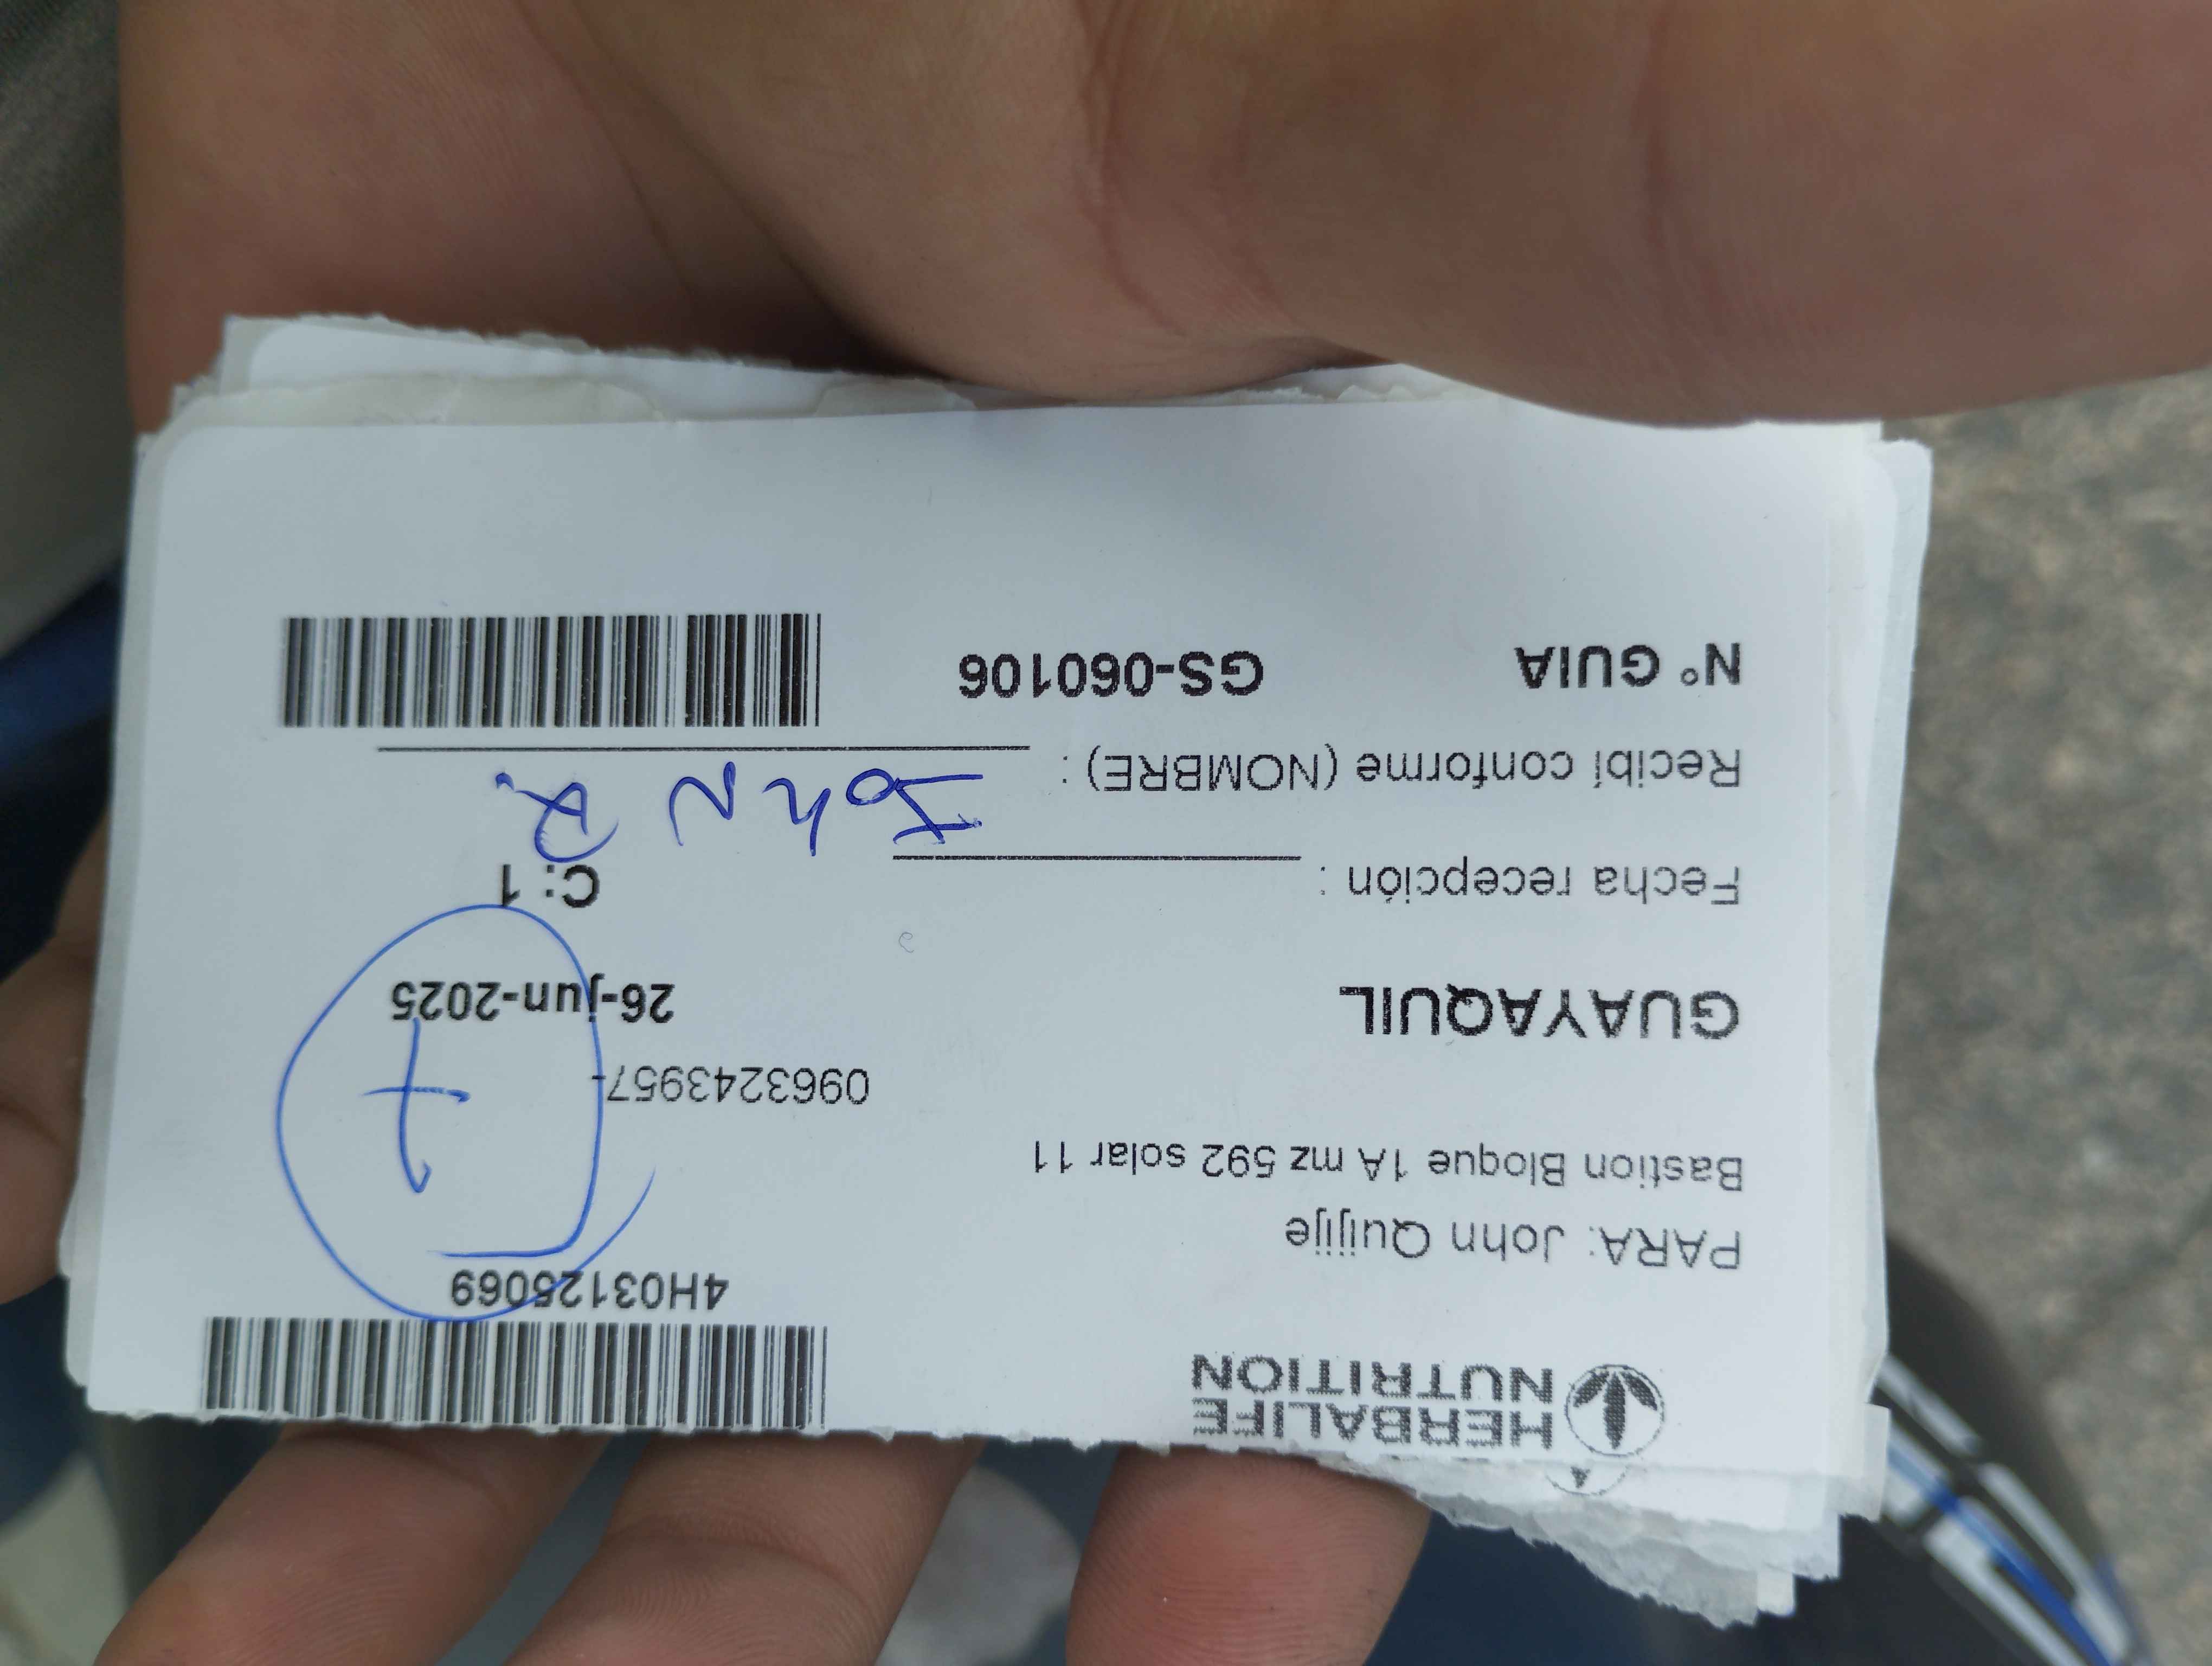 HERBALIFE
NUTRITION
4H03125069
PARA: John Quijije
Bastion Bloque 1A mz 592 solar 11
0963243957-
7
GUAYAQUIL
26-jun-2025
C: 1
Fecha recepción :
Recibí conforme (NOMBRE) : John Q.
N° GUIA GS-060106